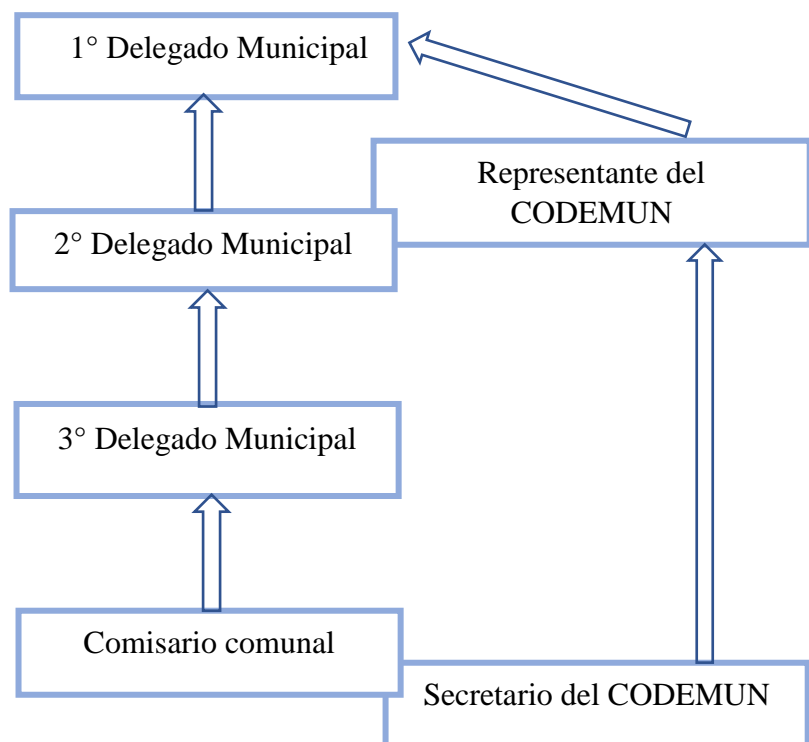 1° Delegado Municipal
Representante del
CODEMUN
2° Delegado Municipal
3° Delegado Municipal
Comisario comunal
Secretario del CODEMUN